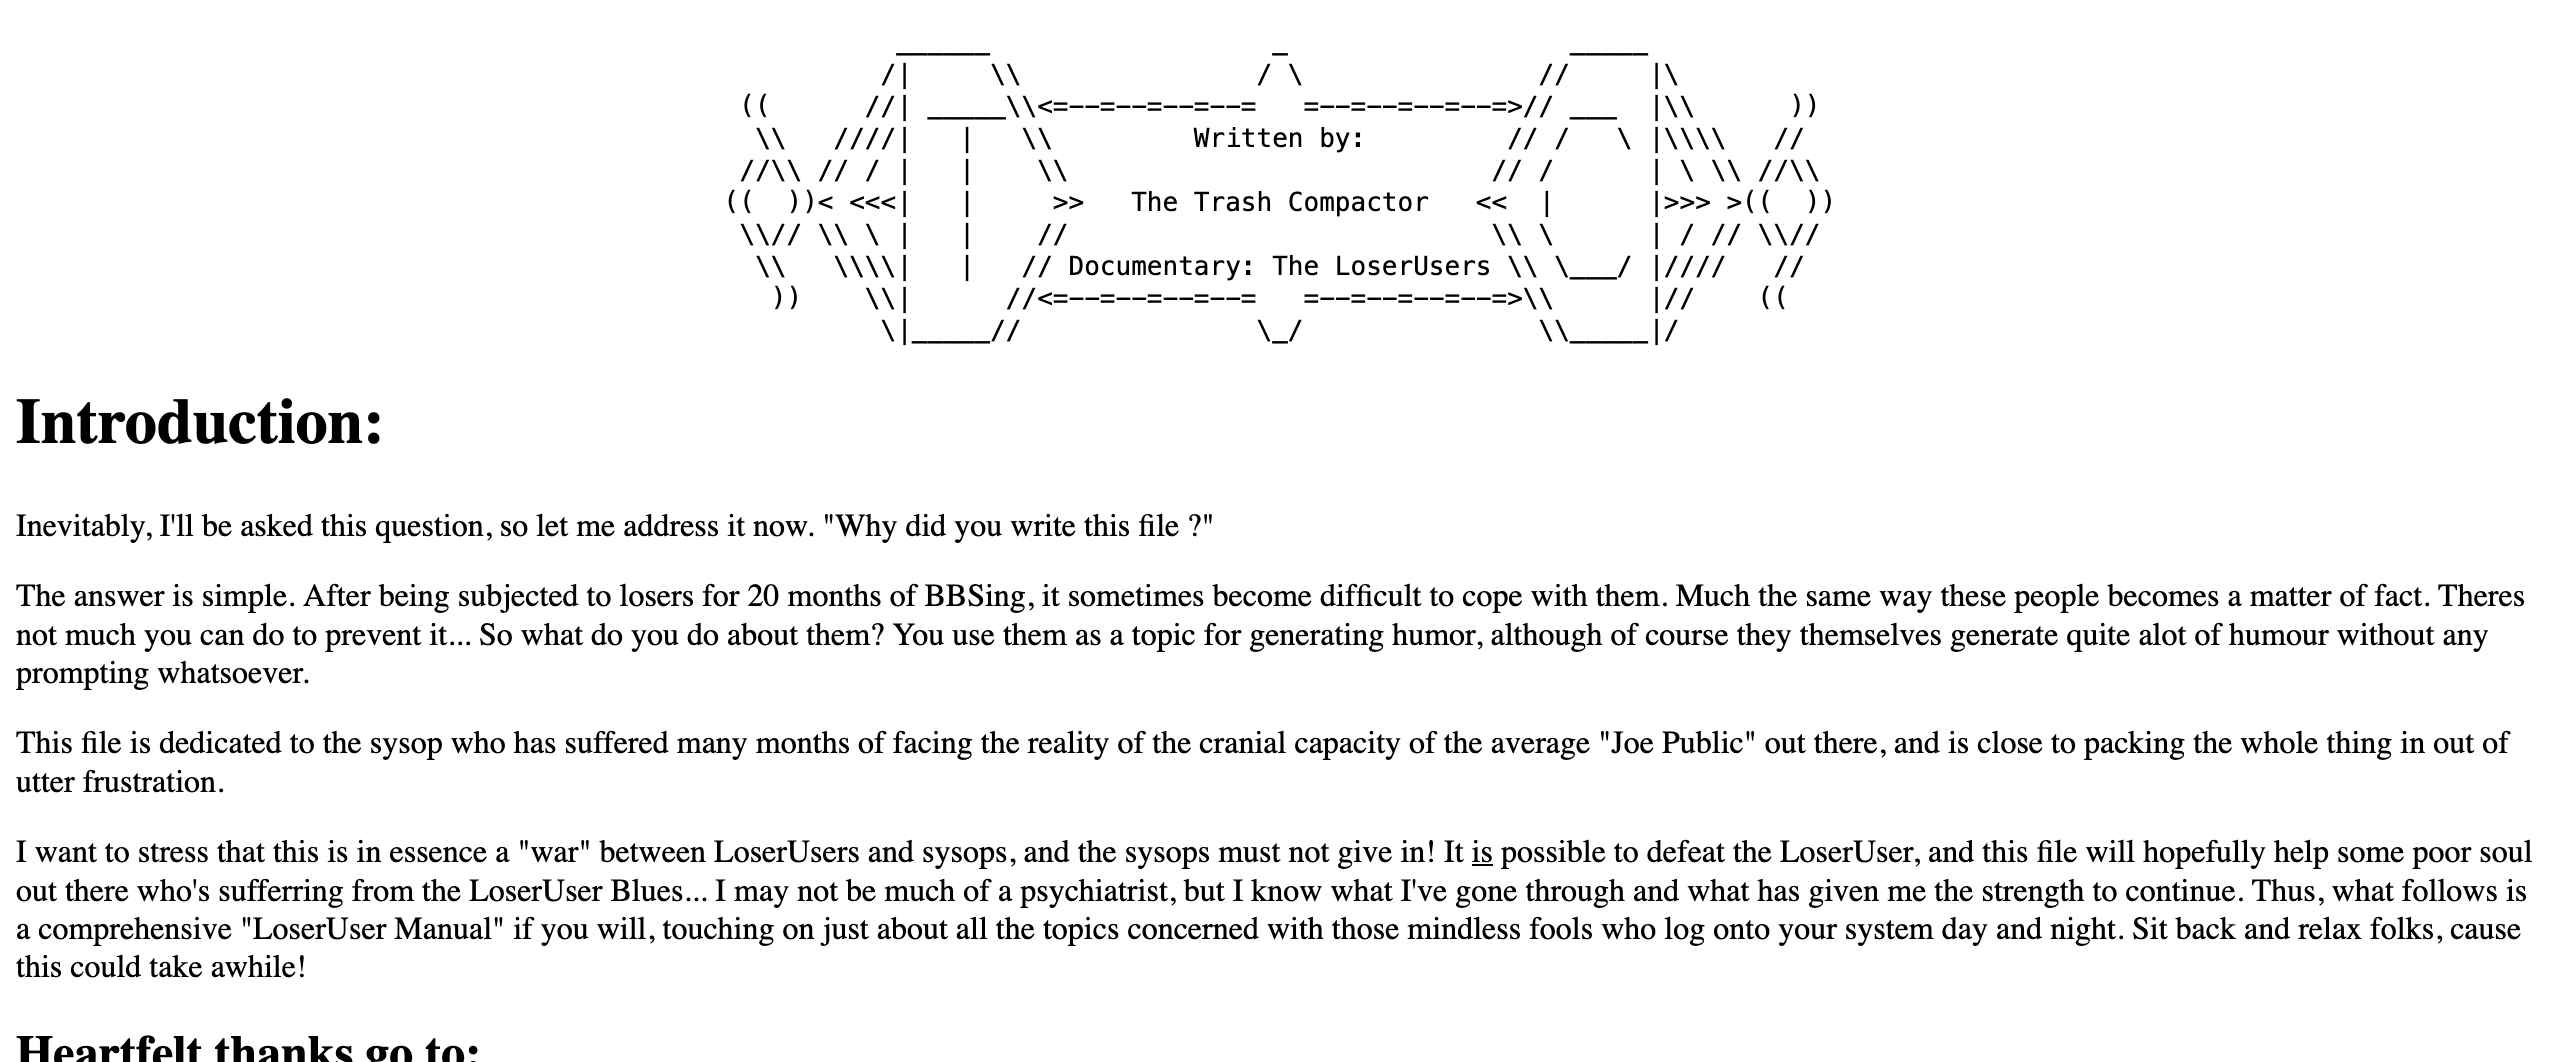 ______                  _                  _____
        /|     \\               / \               //     |\
((      //| _____\\<=--=--=--=--=   =--=--=--=--=>// ___  |\\      ))
 \\   ////|   |   \\         Written by:         // /   \ |\\\\   //
//\\ // / |   |    \\                           // /      | \ \\ //\\
((  ))< <<<|   |     >>   The Trash Compactor   <<  |      |>>> >((  ))
\\// \\ \ |   |    //                           \\ \      | / // \\//
 \\   \\\\|   |   // Documentary: The LoserUsers \\ \___/ |////   //
  ))    \\|      //<=--=--=--=--=   =--=--=--=--=>\\      |//    ((
         \|_____//               \_/               \\_____|/
Introduction:
Inevitably, I'll be asked this question, so let me address it now. "Why did you write this file ?"
The answer is simple. After being subjected to losers for 20 months of BBSing, it sometimes become difficult to cope with them. Much the same way these people becomes a matter of fact. Theres
not much you can do to prevent it... So what do you do about them? You use them as a topic for generating humor, although of course they themselves generate quite alot of humour without any
prompting whatsoever.
This file is dedicated to the sysop who has suffered many months of facing the reality of the cranial capacity of the average "Joe Public" out there, and is close to packing the whole thing in out of
utter frustration.
I want to stress that this is in essence a "war" between LoserUsers and sysops, and the sysops must not give in! It is possible to defeat the LoserUser, and this file will hopefully help some poor soul
out there who's sufferring from the LoserUser Blues... I may not be much of a psychiatrist, but I know what I've gone through and what has given me the strength to continue. Thus, what follows is
a comprehensive "LoserUser Manual" if you will, touching on just about all the topics concerned with those mindless fools who log onto your system day and night. Sit back and relax folks, cause
this could take awhile!
Heartfelt thanks go to: